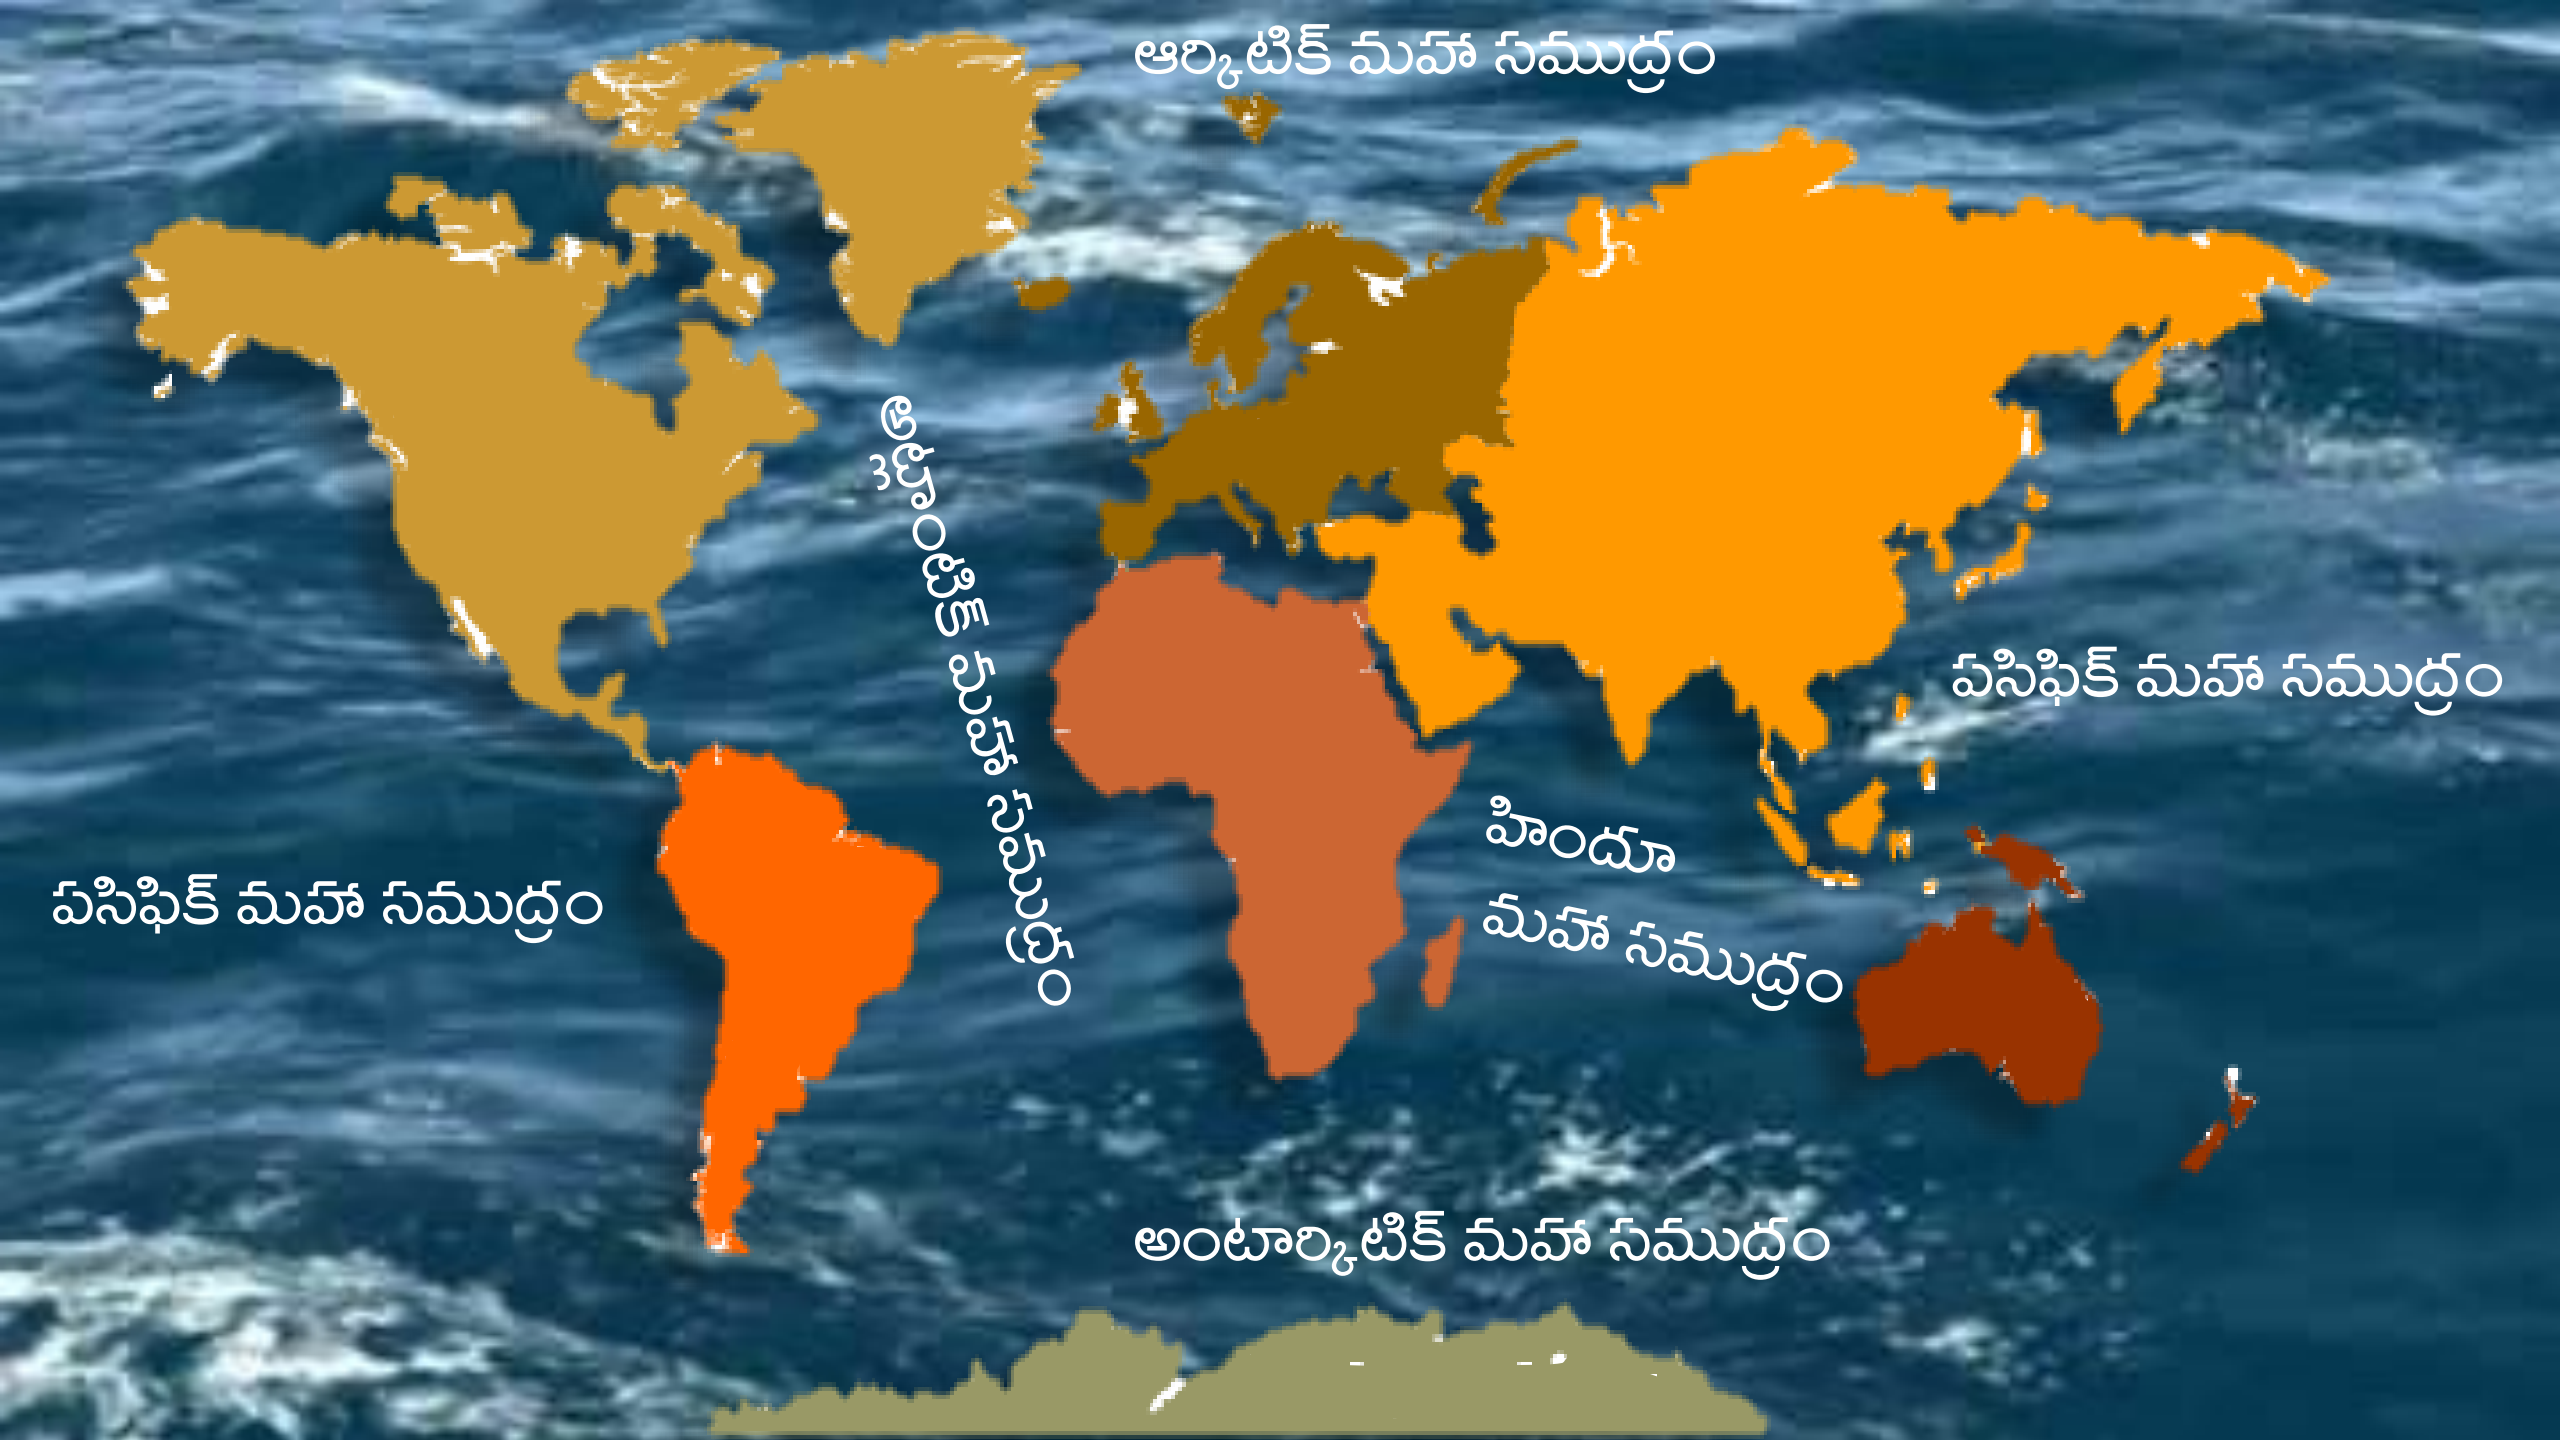 ఆర్కిటిక్ మహా సముద్రం
అట్లాంటిక్ మహా సముద్రం
పసిఫిక్ మహా సముద్రం
హిందూ
మహా సముద్రం
పసిఫిక్ మహా సముద్రం
అంటార్కిటిక్ మహా సముద్రం